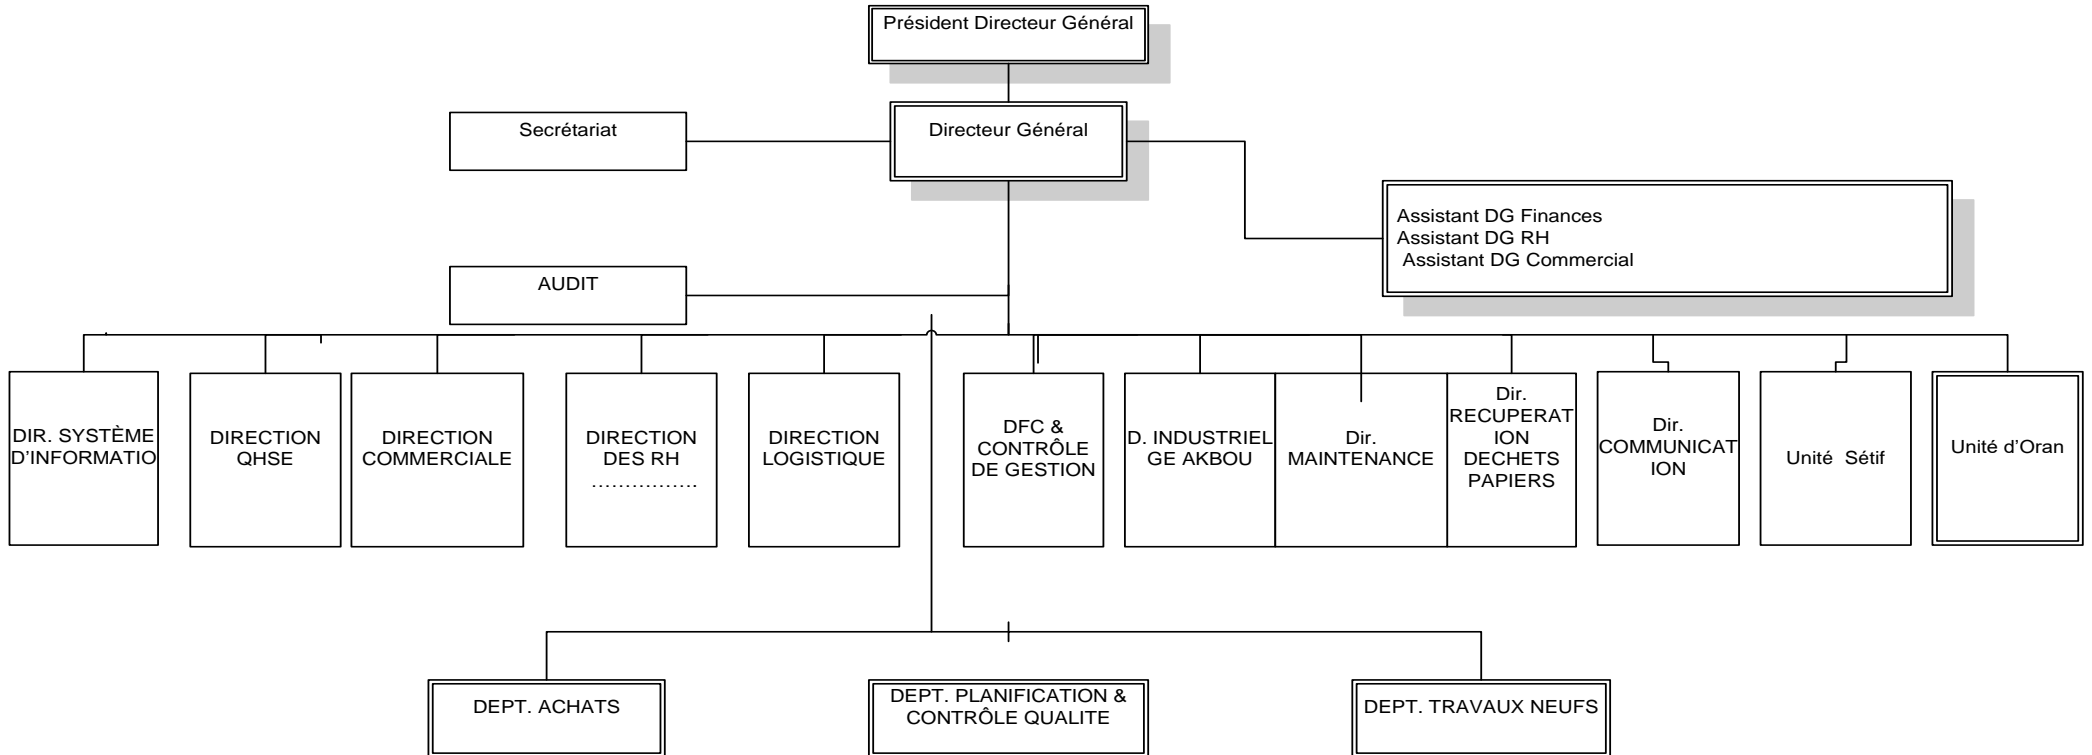 Président Directeur Général
Secrétariat
Directeur Général
Assistant DG Finances
Assistant DG RH
Assistant DG Commercial
AUDIT
DIR. SYSTÈME
D'INFORMATIO
DIRECTION
QHSE
DIRECTION
COMMERCIALE
DIRECTION
DES RH
................
DIRECTION
LOGISTIQUE
DFC &
CONTRÔLE
DE GESTION
D. INDUSTRIEL
GE AKBOU
Dir.
MAINTENANCE
Dir.
RECUPERAT
ION
DECHETS
PAPIERS
Dir.
COMMUNICAT
ION
Unité Sétif
Unité d'Oran
DEPT. ACHATS
DEPT. PLANIFICATION &
CONTRÔLE QUALITE
DEPT. TRAVAUX NEUFS